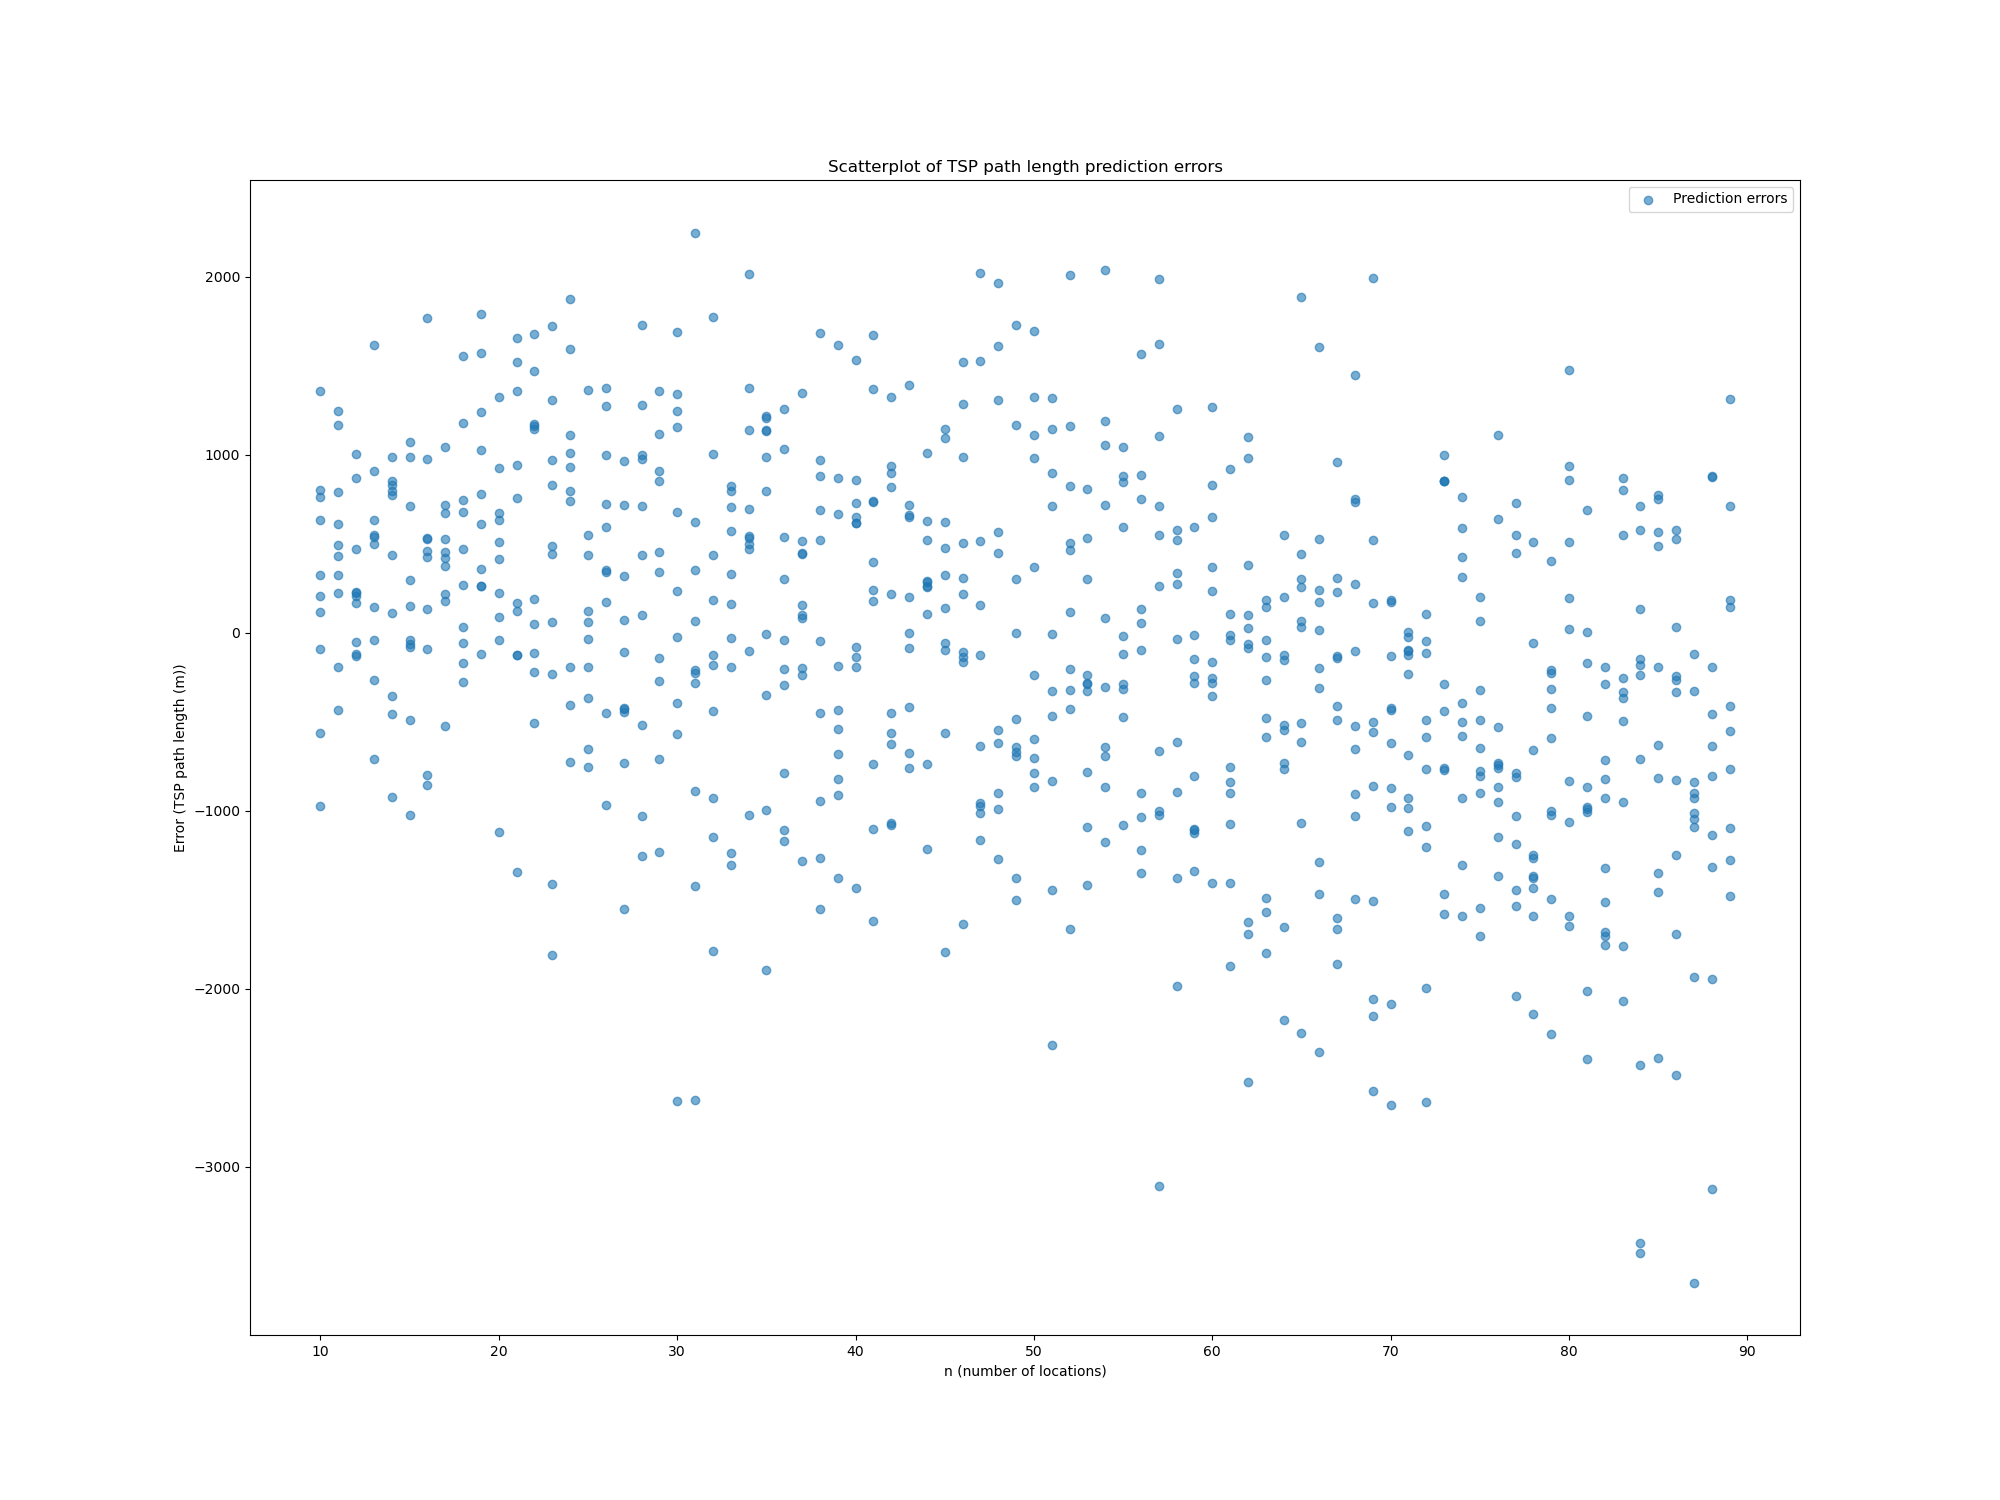 Scatterplot of TSP path length prediction errors
Prediction errors
2000
1000
0
−1000
−2000
−3000
Error (TSP path length (m))
10 20 30 40 50 60 70 80 90
n (number of locations)